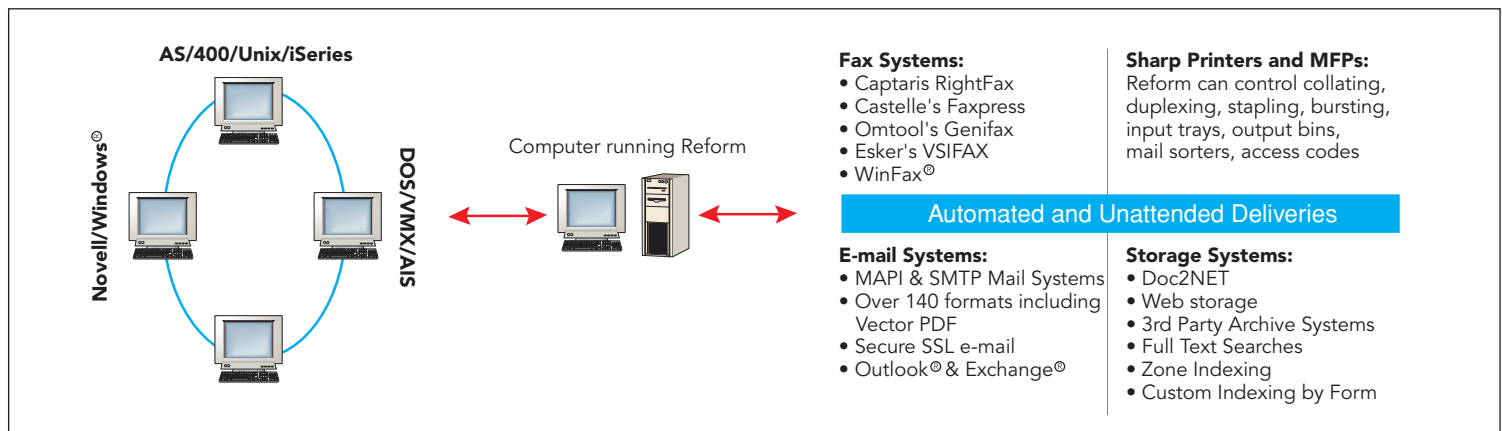 AS/400/Unix/iSeries
Novell/Windows®
DOS/VMX/AIS
Computer running Reform
Fax Systems:
• Captaris RightFax
• Castelle's Faxpress
• Omtool's Genifax
• Esker's VSIFAX
• WinFax®
Sharp Printers and MFPs:
Reform can control collating,
duplexing, stapling, bursting,
input trays, output bins,
mail sorters, access codes
Automated and Unattended Deliveries
E-mail Systems:
• MAPI & SMTP Mail Systems
• Over 140 formats including
Vector PDF
• Secure SSL e-mail
• Outlook® & Exchange®
Storage Systems:
• Doc2NET
• Web storage
• 3rd Party Archive Systems
• Full Text Searches
• Zone Indexing
• Custom Indexing by Form